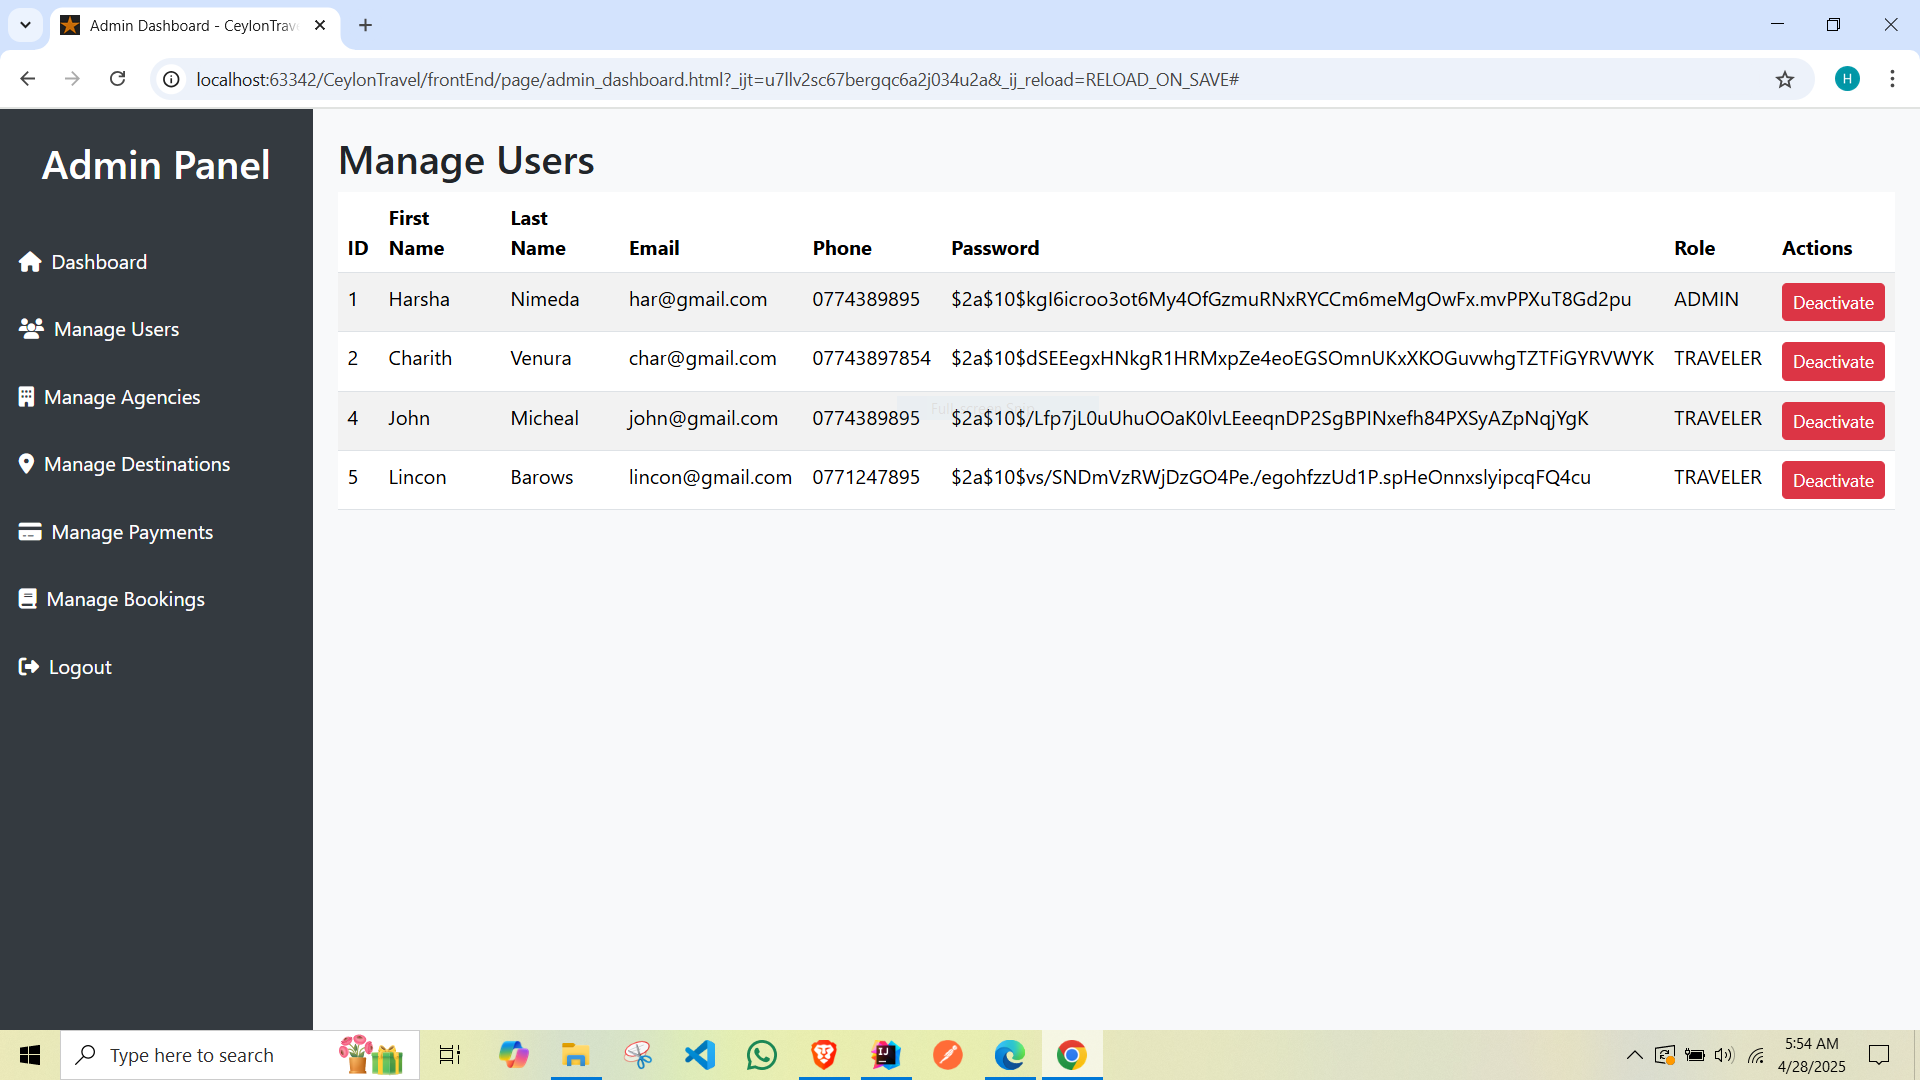 Admin Dashboard - CeylonTrav
localhost:63342/CeylonTravel/frontEnd/page/admin_dashboard.html?_ijt=u7llv2sc67bergqc6a2j034u2a&_ij_reload=RELOAD_ON_SAVE#
H
Admin Panel
Dashboard
Manage Users
Manage Agencies
Manage Destinations
Manage Payments
Manage Bookings
Logout
Manage Users
ID First Name Last Name Email Phone Password Role Actions
1 Harsha Nimeda har@gmail.com 0774389895 $2a$10$kgI6icroo3ot6My4OfGzmuRNxRYCCm6meMgOwFx.mvPPXuT8Gd2pu ADMIN Deactivate
2 Charith Venura char@gmail.com 07743897854 $2a$10$dSEEegxHNkgR1HRMxpZe4eoEGSOmnUKxXKOGuvwhgTZTFiGYRVWYK TRAVELER Deactivate
4 John Micheal john@gmail.com 0774389895 $2a$10$/Lfp7jL0uUhuOOaK0lvLEeeqnDP2SgBPINxefh84PXSyAZpNqjYgK TRAVELER Deactivate
5 Lincon Barows lincon@gmail.com 0771247895 $2a$10$vs/SNDmVzRWjDzGO4Pe./egohfzzUd1P.spHeOnnxslyipcqFQ4cu TRAVELER Deactivate
Type here to search
5:54 AM
4/28/2025